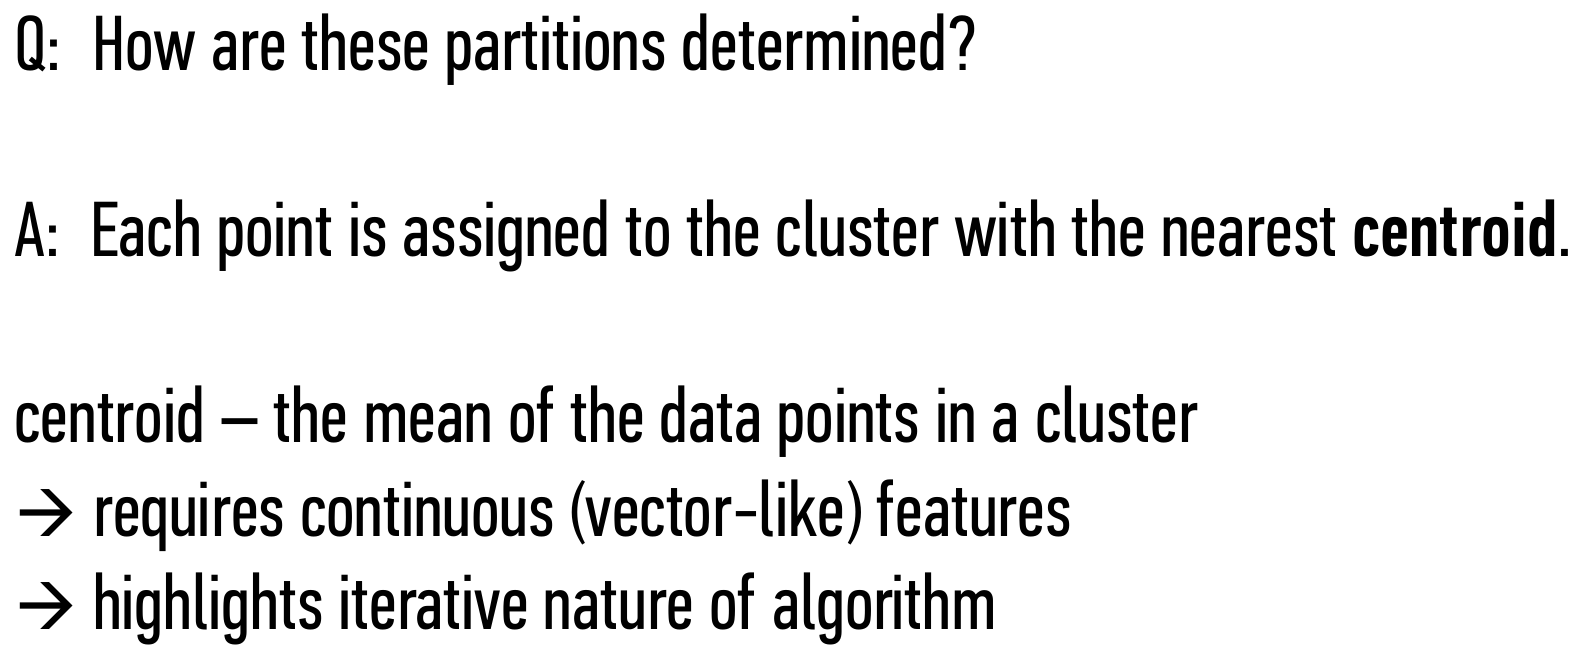 Q: How are these partitions determined?
A: Each point is assigned to the cluster with the nearest centroid.
centroid – the mean of the data points in a cluster
→ requires continuous (vector-like) features
→ highlights iterative nature of algorithm